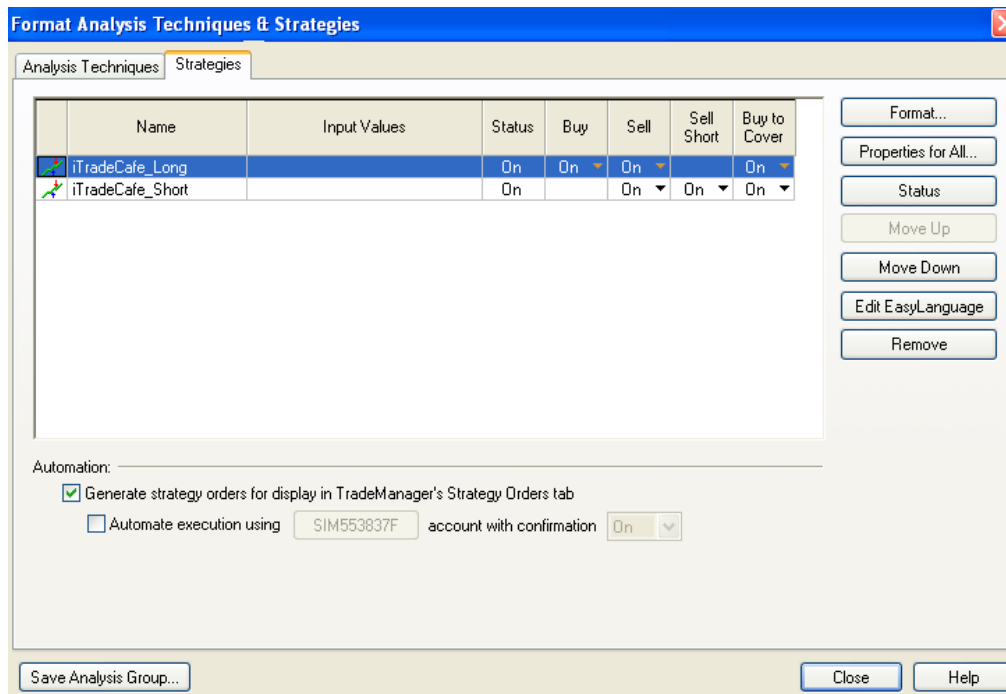 Format Analysis Techniques & Strategies
Analysis Techniques Strategies
Name Input Values Status Buy Sell Sell Short Buy to Cover
iTradeCafe_Long On On On On
iTradeCafe_Short On On On On
Format...
Properties for All...
Status
Move Up
Move Down
Edit EasyLanguage
Remove
Automation:
Generate strategy orders for display in TradeManager's Strategy Orders tab
Automate execution using SIM553837F account with confirmation On
Save Analysis Group... Close Help